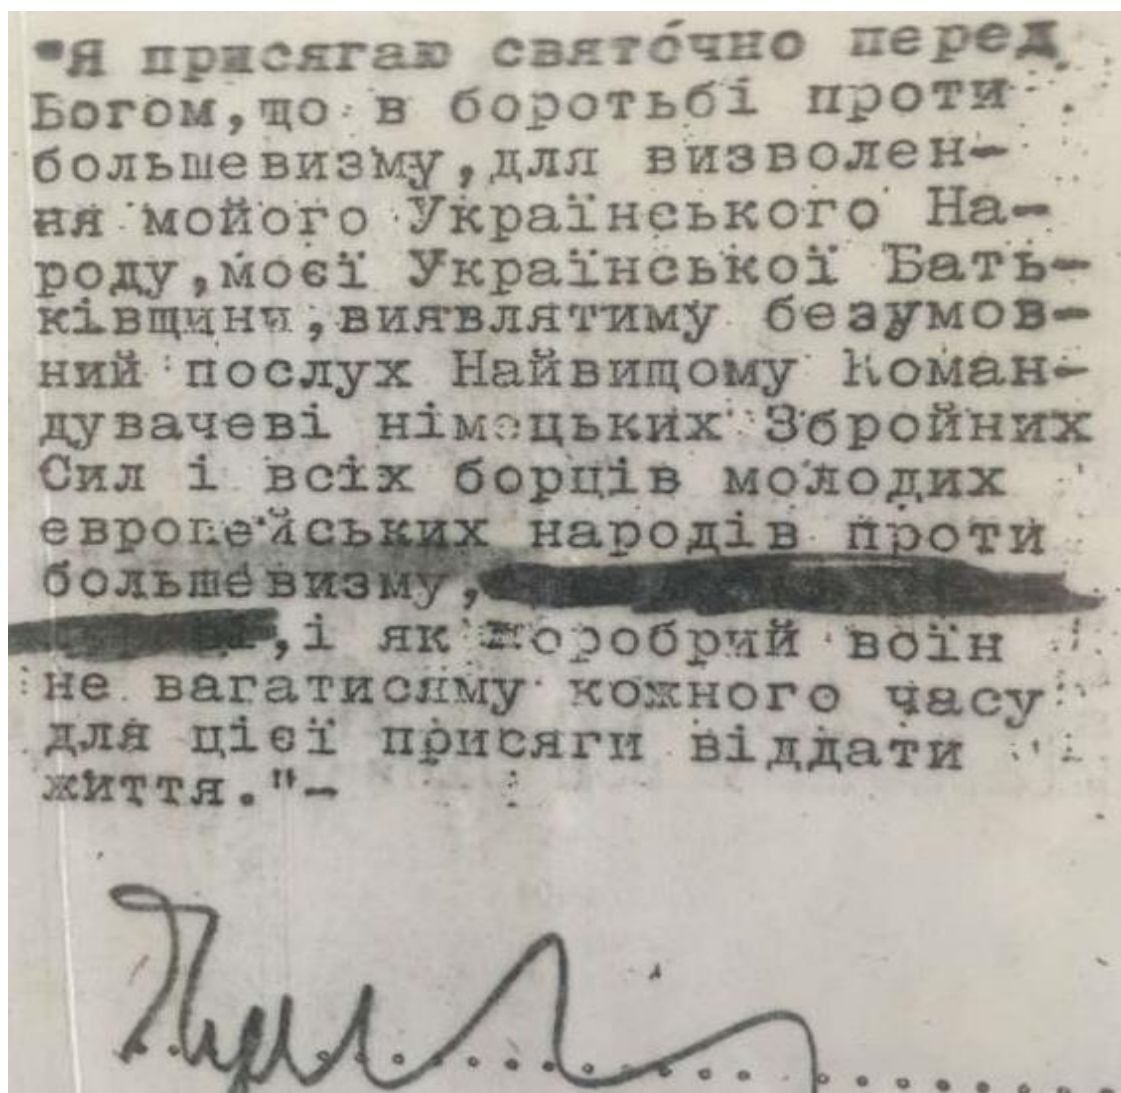 "Я присягаю святочно перед
Богом, що в боротьбі проти
большевизму, для визволен-
ня мойого Українського На-
роду, моєї Української Бать-
ківщини, виявлятиму безумов-
ний послух Найвищому Коман-
дувачеві німецьких Збройних
Сил і всіх борців молодих
европейських народів проти
большевизму,
, і як хоробрий воїн
не вагатисяму кожного часу
для цієї присяги віддати
життя."-